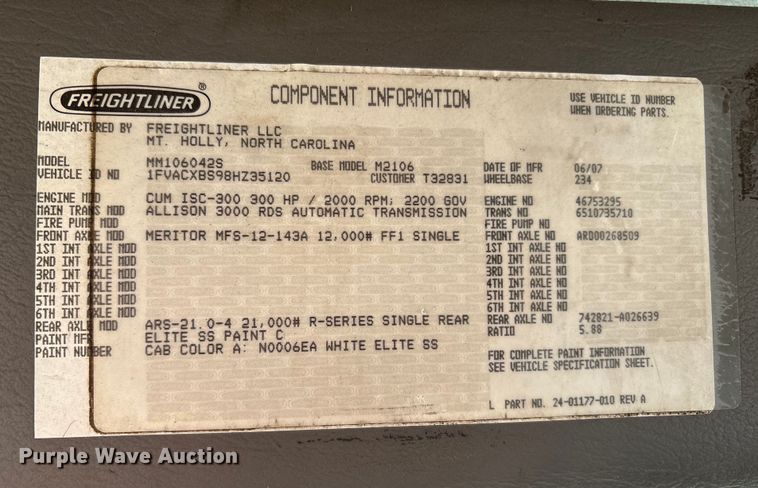 FREIGHTLINER®
COMPONENT INFORMATION
USE VEHICLE ID NUMBER
WHEN ORDERING PARTS.
MANUFACTURED BY FREIGHTLINER LLC
MT. HOLLY, NORTH CAROLINA
MODEL MM106042S BASE MODEL M2106 DATE OF MFR 06/07
VEHICLE ID NO 1FVACXBS98HZ35120 CUSTOMER T32831 WHEELBASE 234
ENGINE MOD CUM ISC-300 300 HP / 2000 RPM; 2200 GOV ENGINE NO 46753295
MAIN TRANS MOD ALLISON 3000 RDS AUTOMATIC TRANSMISSION TRANS NO 6510735710
FIRE PUMP MOD FIRE PUMP NO
FRONT AXLE MOD MERITOR MFS-12-143A 12,000# FF1 SINGLE FRONT AXLE NO ARD00268509
1ST INT AXLE MOD 1ST INT AXLE NO
2ND INT AXLE MOD 2ND INT AXLE NO
3RD INT AXLE MOD 3RD INT AXLE NO
4TH INT AXLE MOD 4TH INT AXLE NO
5TH INT AXLE MOD 5TH INT AXLE NO
6TH INT AXLE MOD 6TH INT AXLE NO
REAR AXLE MOD ARS-21.0-4 21,000# R-SERIES SINGLE REAR REAR AXLE NO 742821-A026639
PAINT MFR ELITE SS PAINT C RATIO 5.88
PAINT NUMBER CAB COLOR A: N0006EA WHITE ELITE SS
FOR COMPLETE PAINT INFORMATION
SEE VEHICLE SPECIFICATION SHEET.
L PART NO. 24-01177-010 REV A
Purple Wave Auction